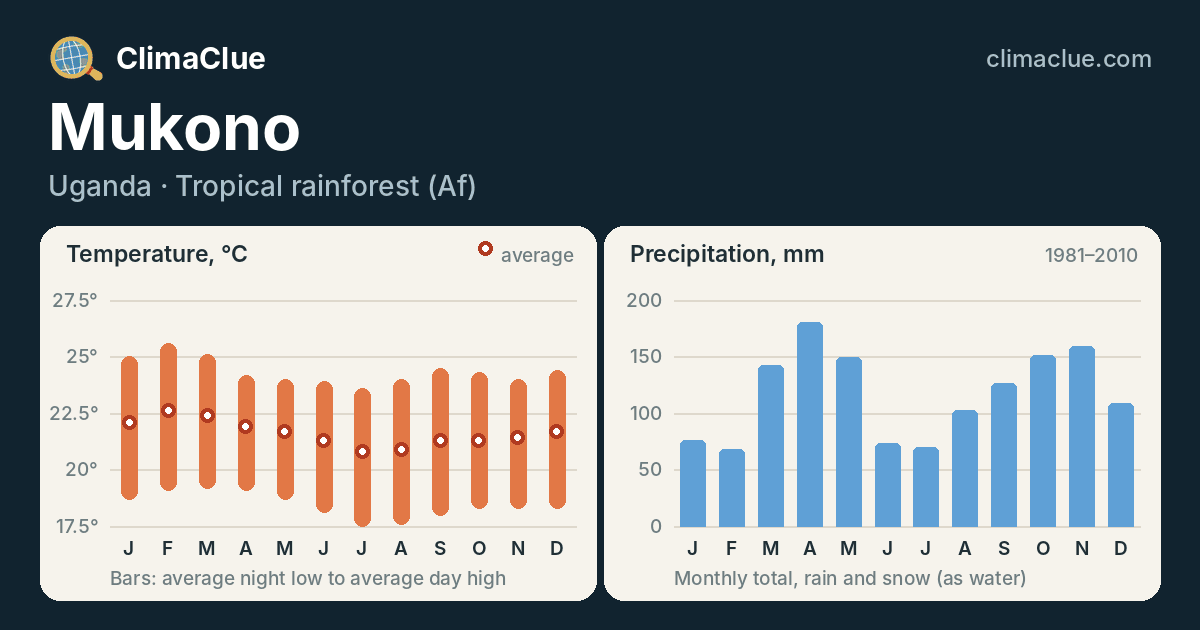 ClimaClue
climaclue.com
Mukono
Uganda · Tropical rainforest (Af)
Temperature, °C
average
27.5°
25°
22.5°
20°
17.5°
J F M A M J J A S O N D
Bars: average night low to average day high
Precipitation, mm
1981–2010
200
150
100
50
0
J F M A M J J A S O N D
Monthly total, rain and snow (as water)